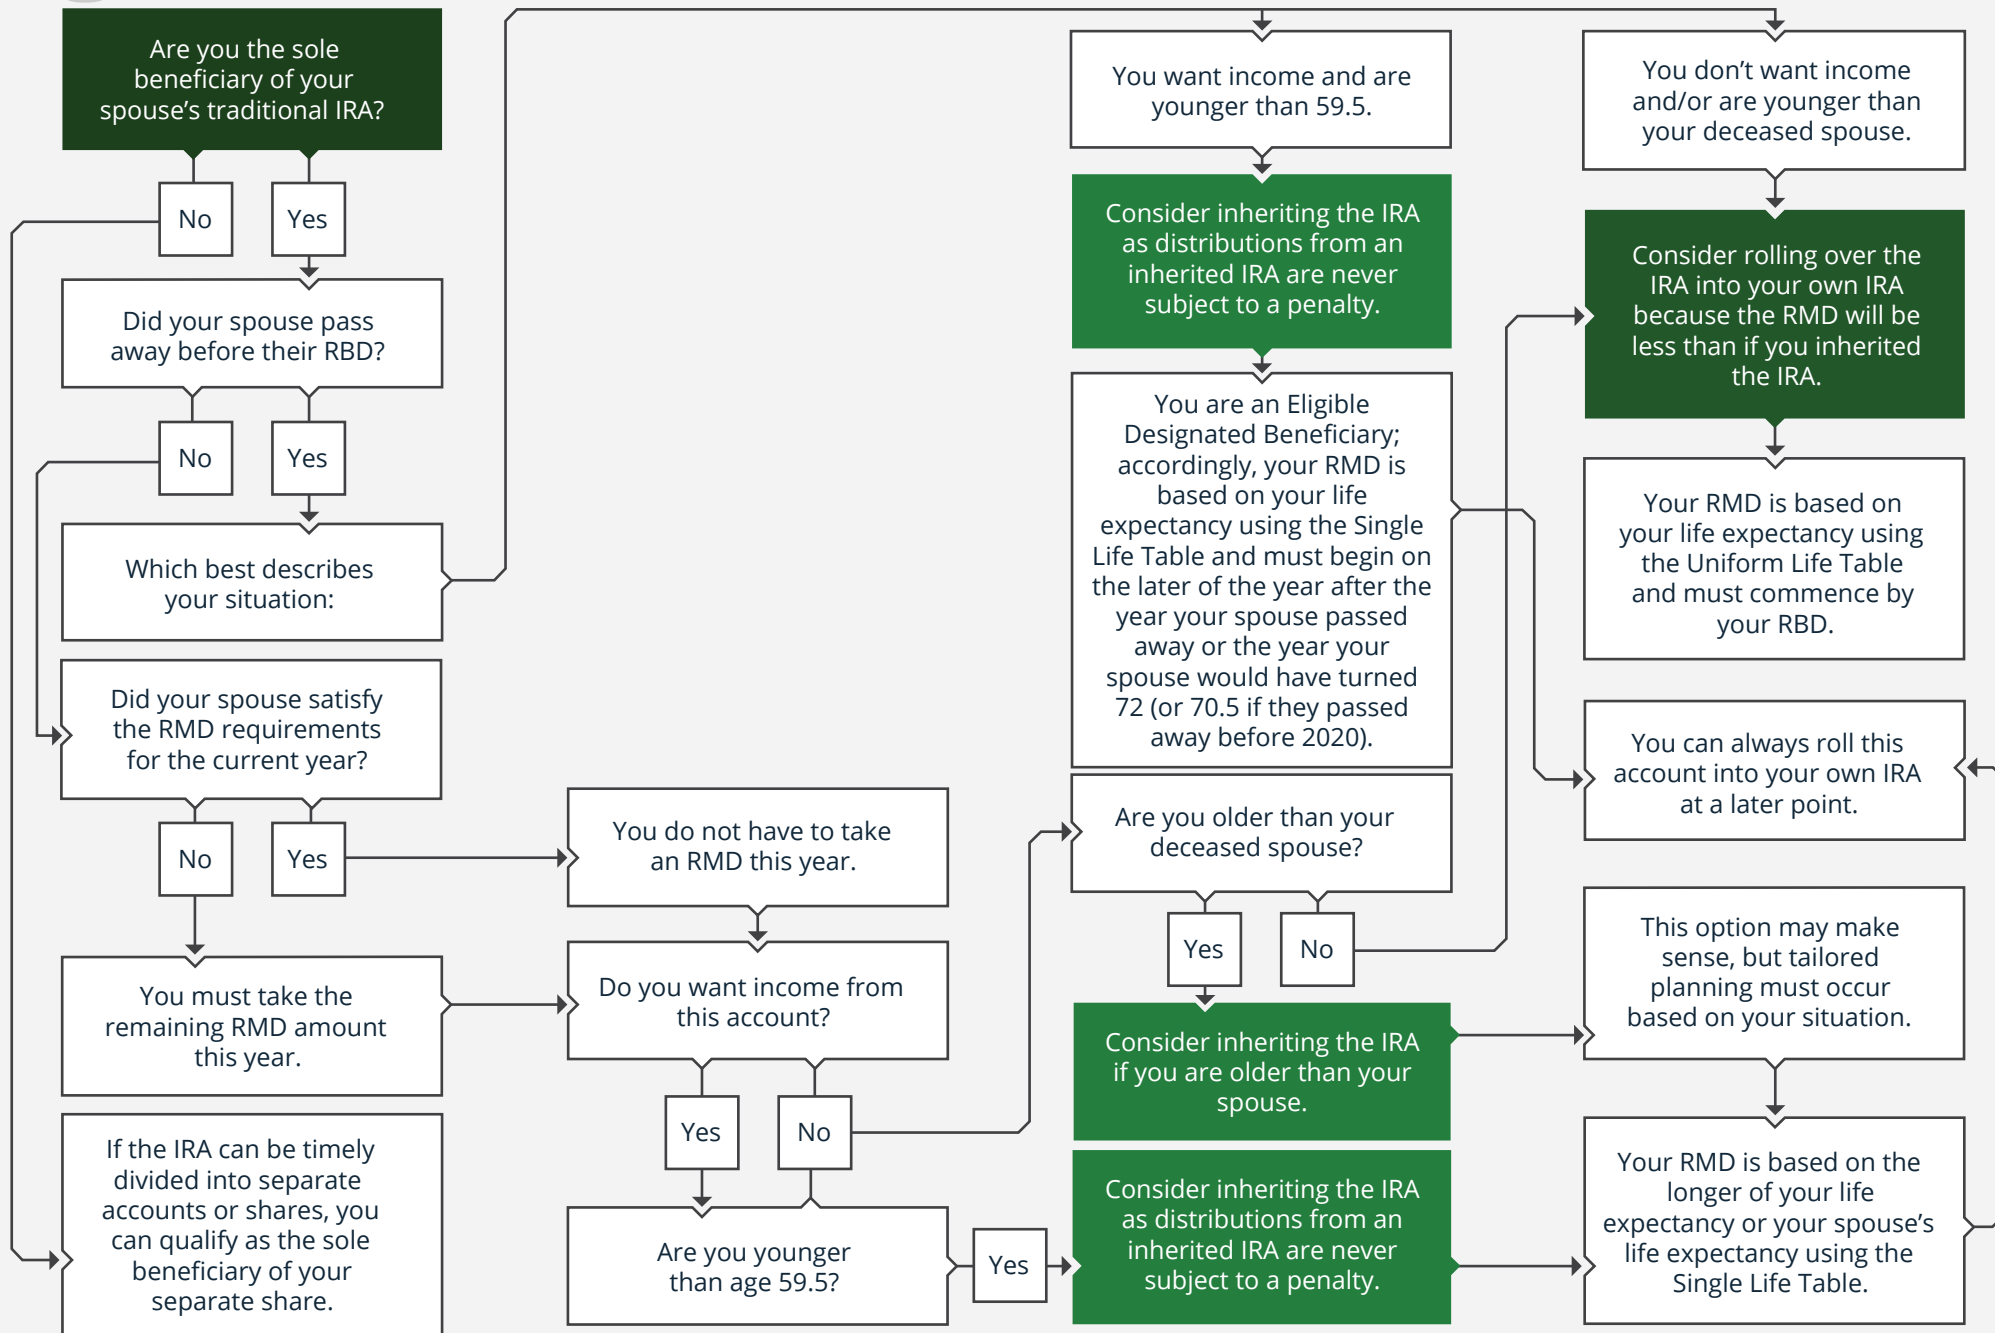 Are you the sole
beneficiary of your
spouse’s traditional IRA?
No
Yes
Did your spouse pass
away before their RBD?
No
Yes
Which best describes
your situation:
Did your spouse satisfy
the RMD requirements
for the current year?
No
Yes
You must take the
remaining RMD amount
this year.
If the IRA can be timely
divided into separate
accounts or shares, you
can qualify as the sole
beneficiary of your
separate share.
You do not have to take
an RMD this year.
Do you want income from
this account?
Yes
No
Are you younger
than age 59.5?
Yes
You want income and are
younger than 59.5.
Consider inheriting the IRA
as distributions from an
inherited IRA are never
subject to a penalty.
You are an Eligible
Designated Beneficiary;
accordingly, your RMD is
based on your life
expectancy using the Single
Life Table and must begin on
the later of the year after the
year your spouse passed
away or the year your
spouse would have turned
72 (or 70.5 if they passed
away before 2020).
Are you older than your
deceased spouse?
Yes
No
Consider inheriting the IRA
if you are older than your
spouse.
Consider inheriting the IRA
as distributions from an
inherited IRA are never
subject to a penalty.
You don’t want income
and/or are younger than
your deceased spouse.
Consider rolling over the
IRA into your own IRA
because the RMD will be
less than if you inherited
the IRA.
Your RMD is based on
your life expectancy using
the Uniform Life Table
and must commence by
your RBD.
You can always roll this
account into your own IRA
at a later point.
This option may make
sense, but tailored
planning must occur
based on your situation.
Your RMD is based on the
longer of your life
expectancy or your spouse’s
life expectancy using the
Single Life Table.